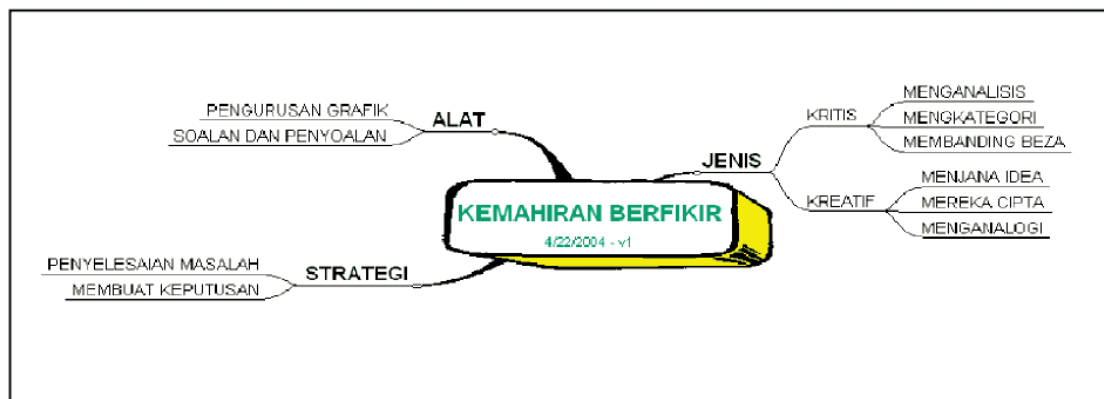 KEMAHIRAN BERFIKIR
4/22/2004 - v1
ALAT
PENGURUSAN GRAFIK
SOALAN DAN PENYOALAN
JENIS
KRITIS
MENGANALISIS
MENGKATEGORI
MEMBANDING BEZA
KREATIF
MENJANA IDEA
MEREKA CIPTA
MENGANALOGI
STRATEGI
PENYELESAIAN MASALAH
MEMBUAT KEPUTUSAN